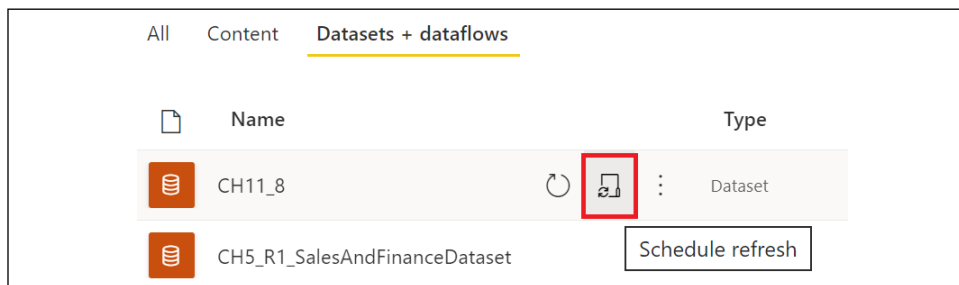 All Content Datasets + dataflows
Name Type
CH11_8 Dataset
CH5_R1_SalesAndFinanceDataset Schedule refresh